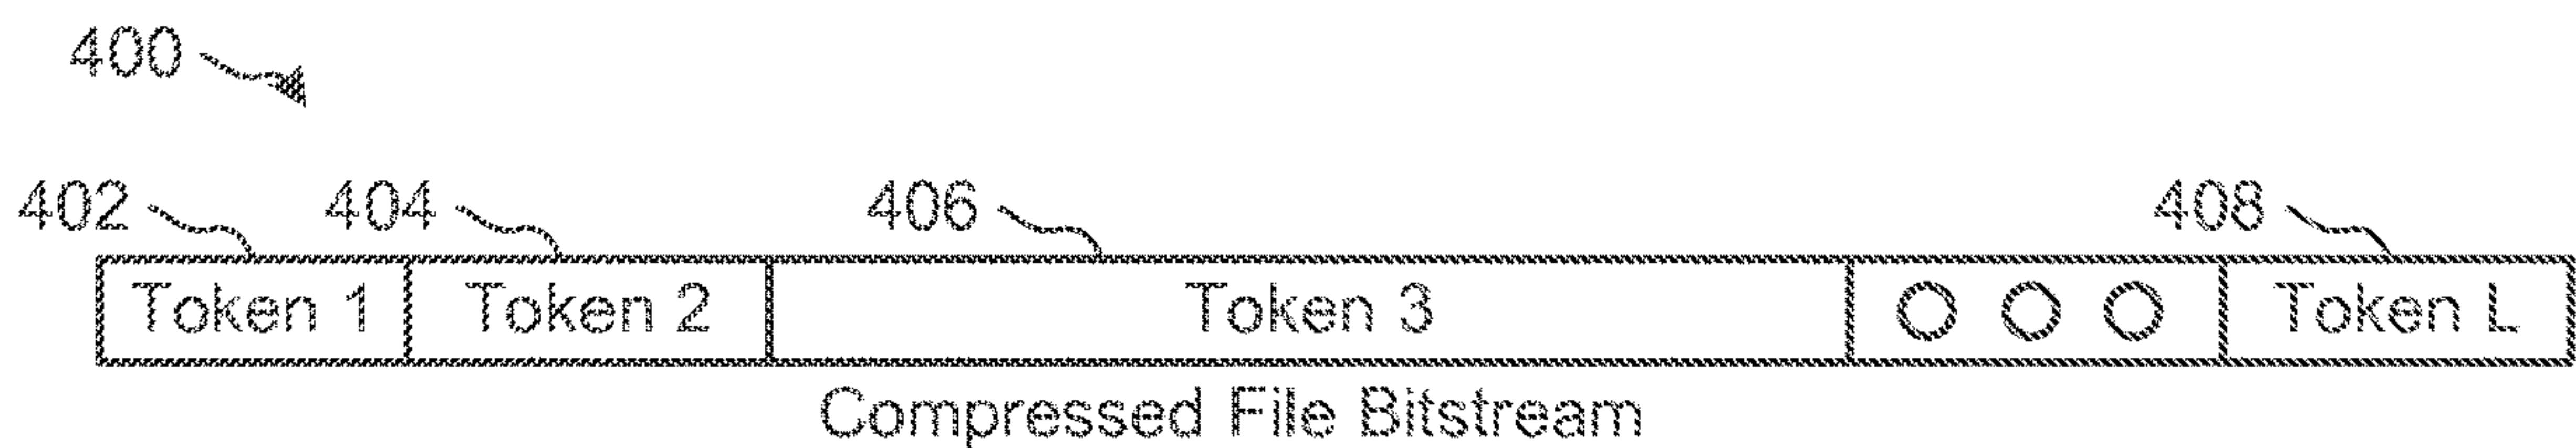 400
402 404 406 408
Token 1 Token 2 Token 3 Token L
Compressed File Bitstream